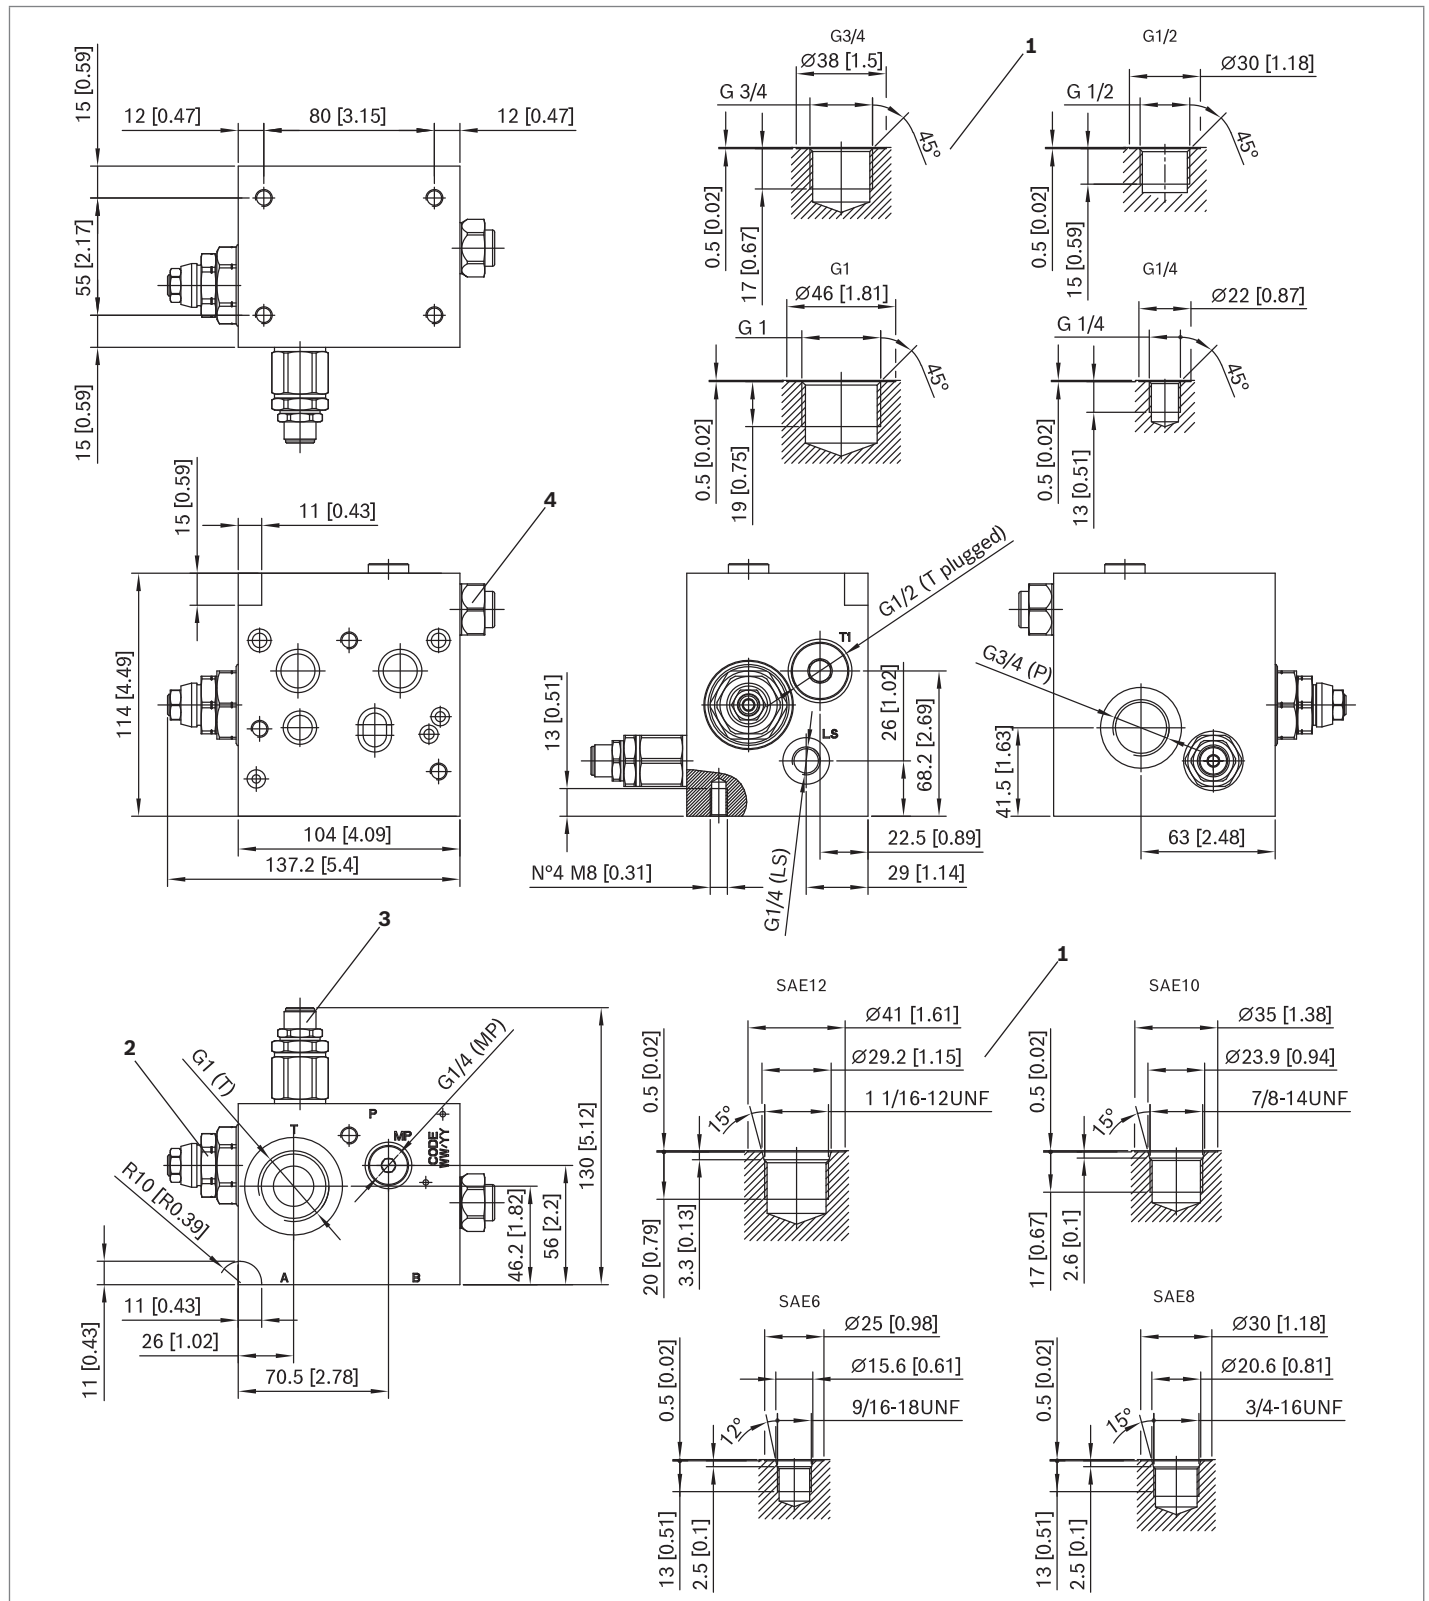 15 [0.59]
12 [0.47]
80 [3.15]
12 [0.47]
55 [2.17]
15 [0.59]
G3/4
Ø38 [1.5]
G 3/4
45°
0.5 [0.02]
17 [0.67]
1
G1/2
Ø30 [1.18]
G 1/2
45°
0.5 [0.02]
15 [0.59]
G1
Ø46 [1.81]
G 1
45°
0.5 [0.02]
19 [0.75]
G1/4
Ø22 [0.87]
G 1/4
45°
0.5 [0.02]
13 [0.51]
15 [0.59]
11 [0.43]
4
114 [4.49]
104 [4.09]
137.2 [5.4]
G1/2 (T plugged)
T1
LS
13 [0.51]
26 [1.02]
68.2 [2.69]
22.5 [0.89]
29 [1.14]
Nº4 M8 [0.31]
G1/4 (LS)
G3/4 (P)
41.5 [1.63]
63 [2.48]
3
2
G1 (T)
G1/4 (MP)
P
T
MP
CODE
WW/YY
130 [5.12]
R10 [R0.39]
46.2 [1.82]
56 [2.2]
A
B
11 [0.43]
11 [0.43]
26 [1.02]
70.5 [2.78]
1
SAE12
Ø41 [1.61]
Ø29.2 [1.15]
1 1/16-12UNF
15°
0.5 [0.02]
20 [0.79]
3.3 [0.13]
SAE10
Ø35 [1.38]
Ø23.9 [0.94]
7/8-14UNF
15°
0.5 [0.02]
17 [0.67]
2.6 [0.1]
SAE6
Ø25 [0.98]
Ø15.6 [0.61]
9/16-18UNF
12°
0.5 [0.02]
13 [0.51]
2.5 [0.1]
SAE8
Ø30 [1.18]
Ø20.6 [0.81]
3/4-16UNF
15°
0.5 [0.02]
13 [0.51]
2.5 [0.1]